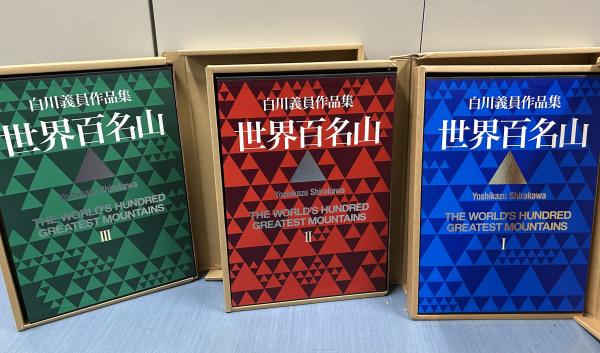 白川義員作品集
世界百名山
Yoshikazu Shirakawa
THE WORLD'S HUNDRED
GREATEST MOUNTAINS
III
白川義員作品集
世界百名山
Yoshikazu Shirakawa
THE WORLD'S HUNDRED
GREATEST MOUNTAINS
II
白川義員作品集
世界百名山
Yoshikazu Shirakawa
THE WORLD'S HUNDRED
GREATEST MOUNTAINS
I